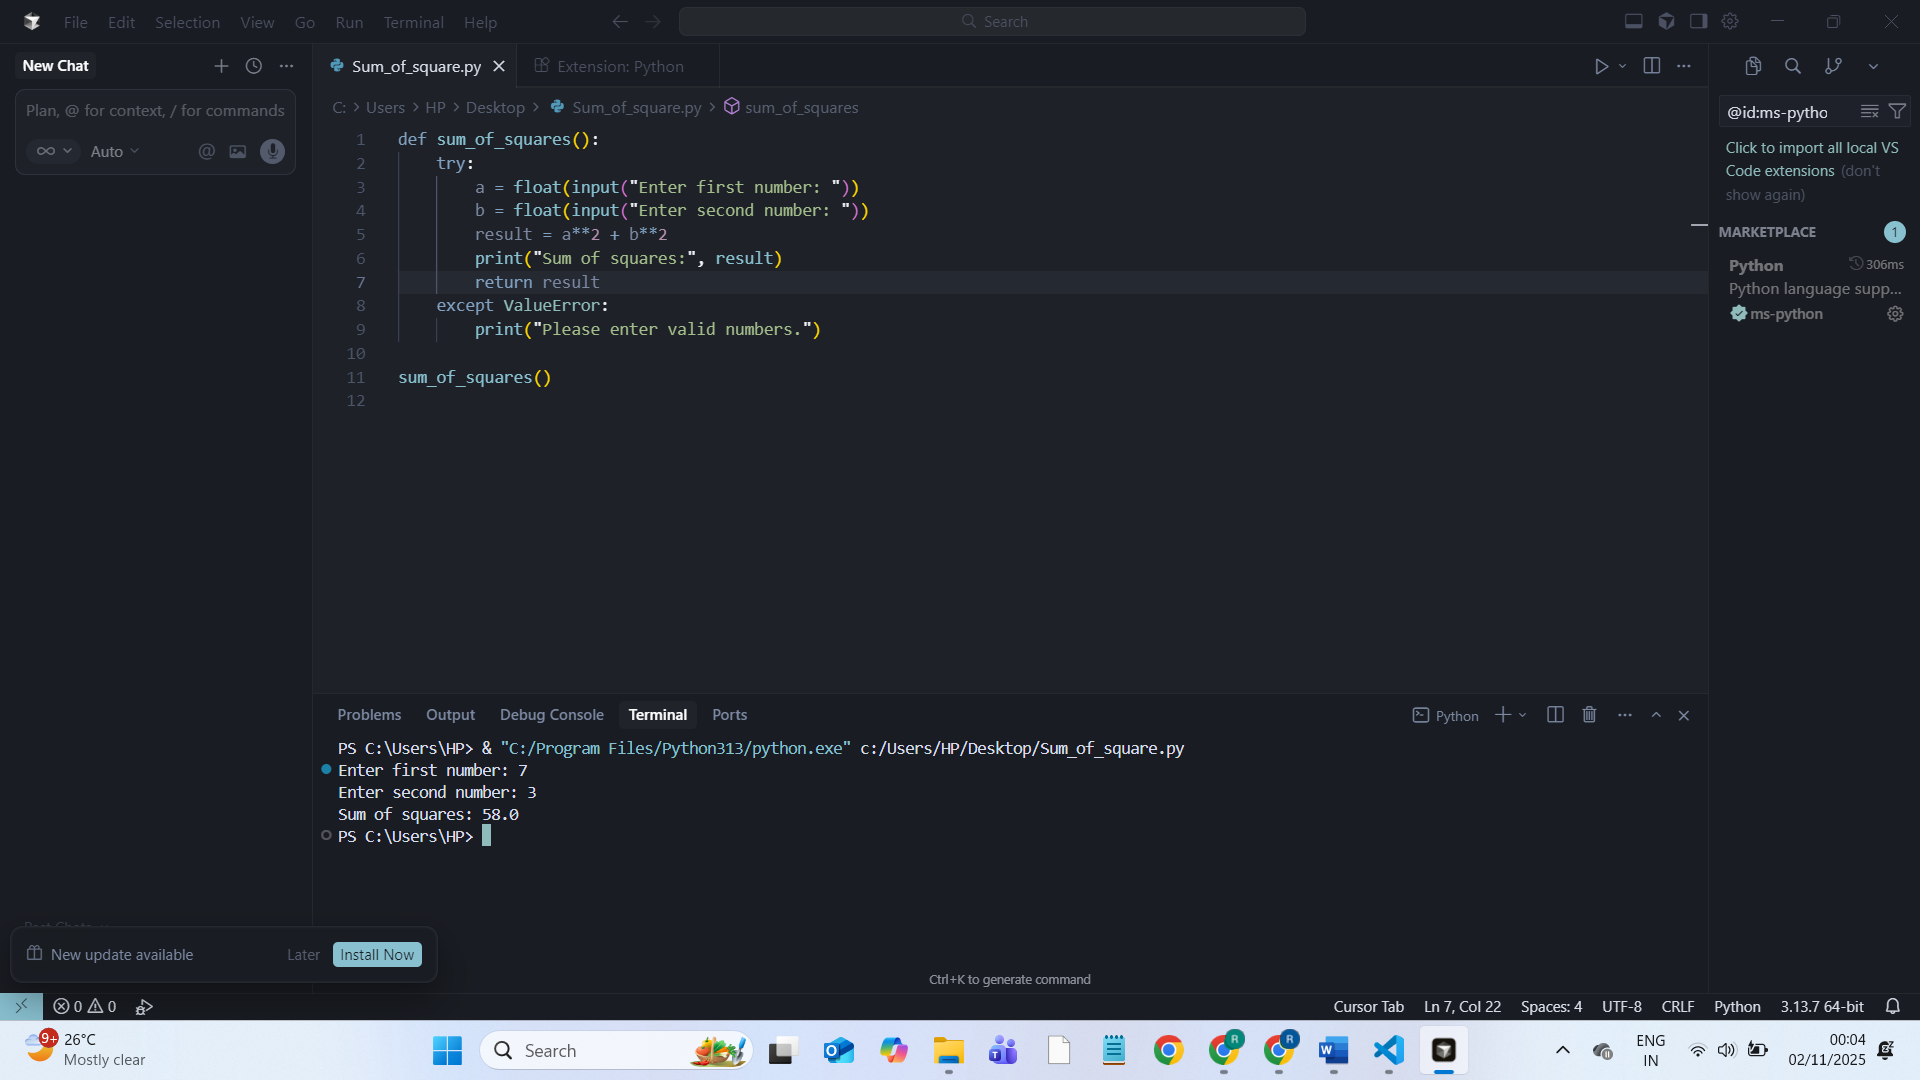 File Edit Selection View Go Run Terminal Help
Search
New Chat
Plan, @ for context, / for commands
Auto
Sum_of_square.py
Extension: Python
C: > Users > HP > Desktop > Sum_of_square.py > sum_of_squares
1 def sum_of_squares():
2     try:
3         a = float(input("Enter first number: "))
4         b = float(input("Enter second number: "))
5         result = a**2 + b**2
6         print("Sum of squares:", result)
7         return result
8     except ValueError:
9         print("Please enter valid numbers.")
10
11 sum_of_squares()
12
@id:ms-pytho
Click to import all local VS
Code extensions (don't
show again)
MARKETPLACE 1
Python 306ms
Python language supp...
ms-python
Problems Output Debug Console Terminal Ports
Python
PS C:\Users\HP> & "C:/Program Files/Python313/python.exe" c:/Users/HP/Desktop/Sum_of_square.py
Enter first number: 7
Enter second number: 3
Sum of squares: 58.0
PS C:\Users\HP>
Ctrl+K to generate command
New update available Later Install Now
0 0
Cursor Tab Ln 7, Col 22 Spaces: 4 UTF-8 CRLF Python 3.13.7 64-bit
9+ 26°C
Mostly clear
Search
R
R
ENG
IN
00:04
02/11/2025